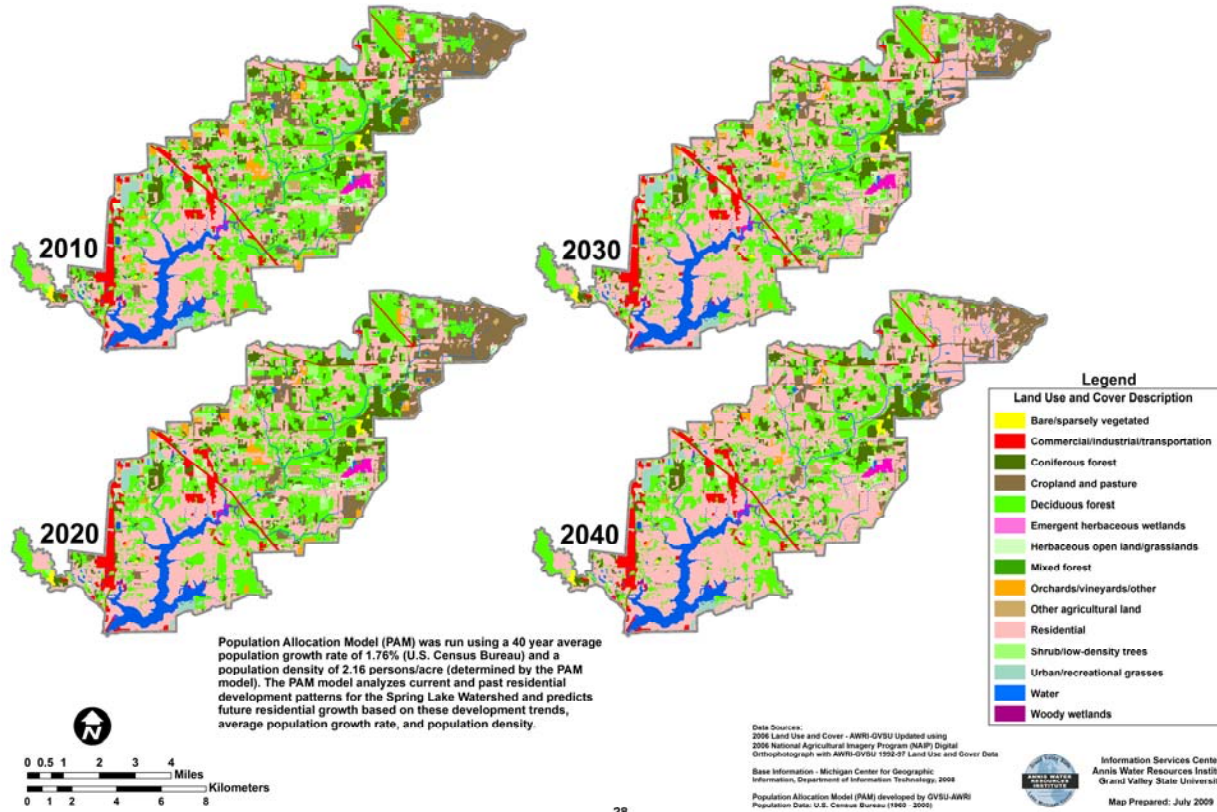 2010
2030
2020
2040
Legend
Land Use and Cover Description
Bare/sparsely vegetated
Commercial/industrial/transportation
Coniferous forest
Cropland and pasture
Deciduous forest
Emergent herbaceous wetlands
Herbaceous open land/grasslands
Mixed forest
Orchards/vineyards/other
Other agricultural land
Residential
Shrub/low-density trees
Urban/recreational grasses
Water
Woody wetlands
Population Allocation Model (PAM) was run using a 40 year average
population growth rate of 1.76% (U.S. Census Bureau) and a
population density of 2.16 persons/acre (determined by the PAM
model). The PAM model analyzes current and past residential
development patterns for the Spring Lake Watershed and predicts
future residential growth based on these development trends,
average population growth rate, and population density.
N
0 0.5 1 2 3 4
Miles
Kilometers
0 1 2 4 6 8
Data Sources:
2006 Land Use and Cover - AWRI-GVSU Updated using
2006 National Agricultural Imagery Program (NAIP) Digital
Orthophotograph with AWRI-GVSU 1992-97 Land Use and Cover Data
Base Information - Michigan Center for Geographic
Information, Department of Information Technology, 2008
Population Allocation Model (PAM) developed by GVSU-AWRI
Population Data: U.S. Census Bureau (1960 - 2000)
ANNIS WATER
RESOURCES
INSTITUTE
Information Services Cente
Annis Water Resources Instit
Grand Valley State Universit
Map Prepared: July 2009
28